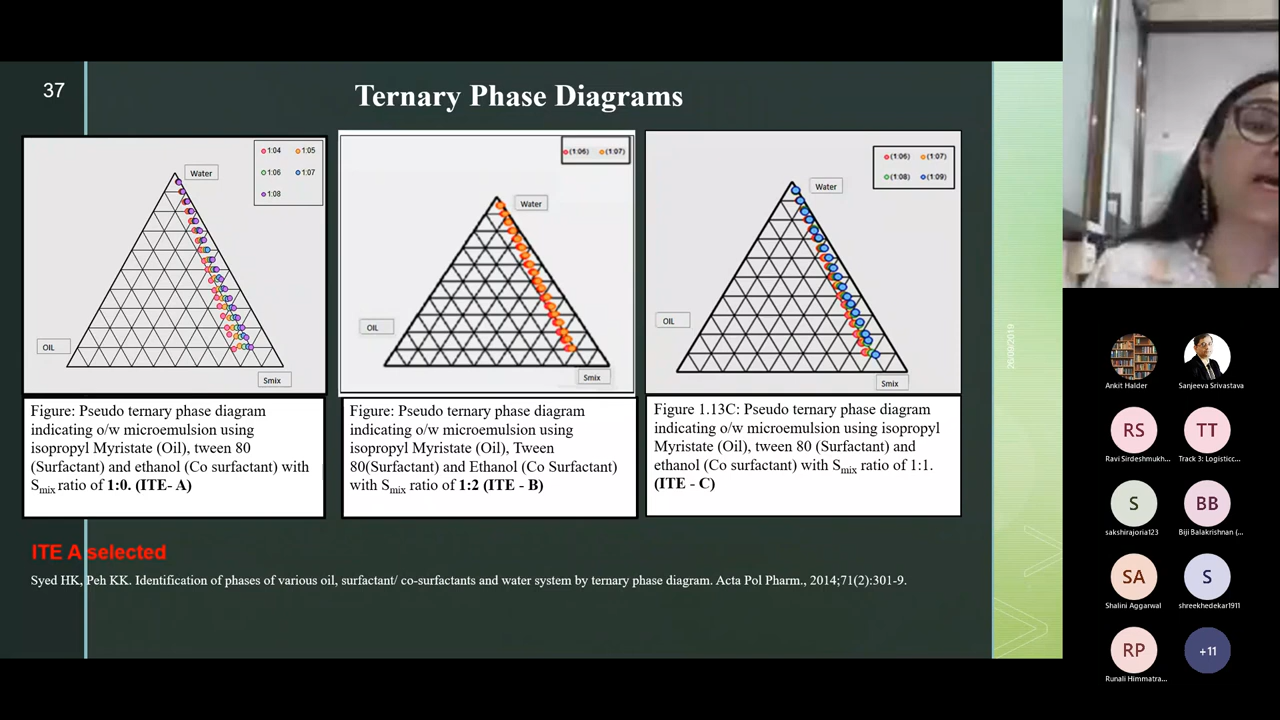 37
Ternary Phase Diagrams
1:04 1:05
1:06 1:07
1:08
Water
OIL
Smix
(1:06) (1:07)
Water
OIL
Smix
(1:06) (1:07)
(1:08) (1:09)
Water
OIL
Smix
Figure: Pseudo ternary phase diagram
indicating o/w microemulsion using
isopropyl Myristate (Oil), tween 80
(Surfactant) and ethanol (Co surfactant) with
Smix ratio of 1:0. (ITE- A)
Figure: Pseudo ternary phase diagram
indicating o/w microemulsion using
isopropyl Myristate (Oil), Tween
80(Surfactant) and Ethanol (Co Surfactant)
with Smix ratio of 1:2 (ITE - B)
Figure 1.13C: Pseudo ternary phase diagram
indicating o/w microemulsion using isopropyl
Myristate (Oil), tween 80 (Surfactant) and
ethanol (Co surfactant) with Smix ratio of 1:1.
(ITE - C)
ITE A selected
Syed HK, Peh KK. Identification of phases of various oil, surfactant/ co-surfactants and water system by ternary phase diagram. Acta Pol Pharm., 2014;71(2):301-9.
26/09/2019
Ankit Halder
Sanjeeva Srivastava
RS
TT
Ravi Sirdeshmukh...
Track 3: Logisticc...
S
BB
sakshirajoria123
Biji Balakrishnan (...
SA
S
Shalini Aggarwal
shreekhedekar1911
RP
+11
Runali Himmatra...